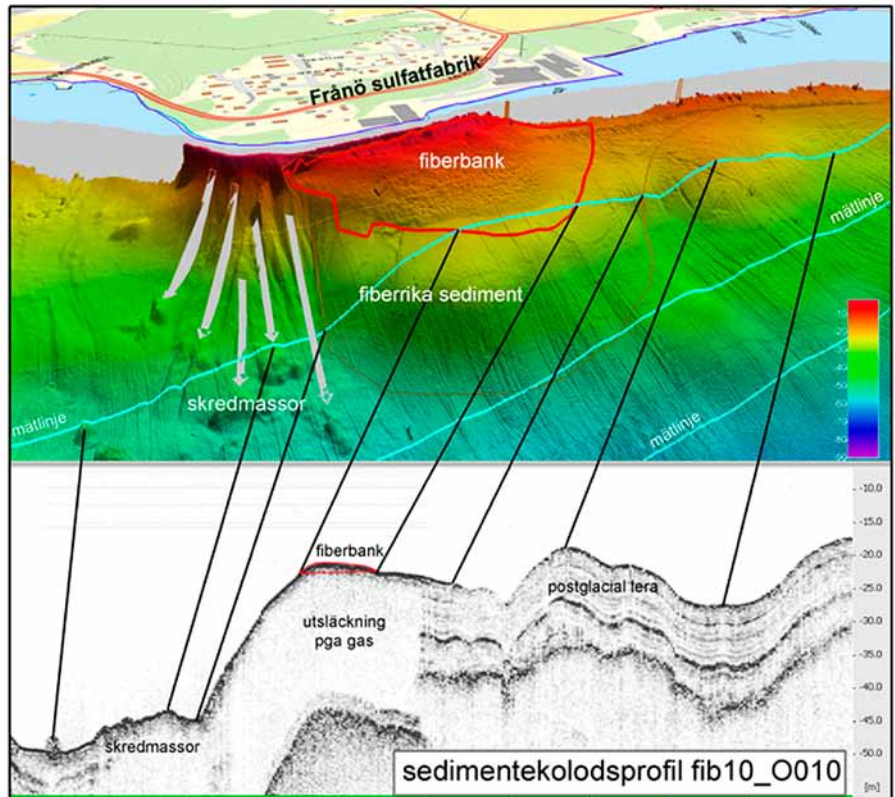 Frånö sulfatfabrik
fiberbank
mätlinje
fiberrika sediment
skredmassor
mätlinje
mätlinje
-10.0
-15.0
fiberbank
-20.0
postglacial lera
-25.0
utsläckning
pga gas
-30.0
-35.0
-40.0
-45.0
skredmassor
-50.0
sedimentekolodsprofil fib10_O010
[m]